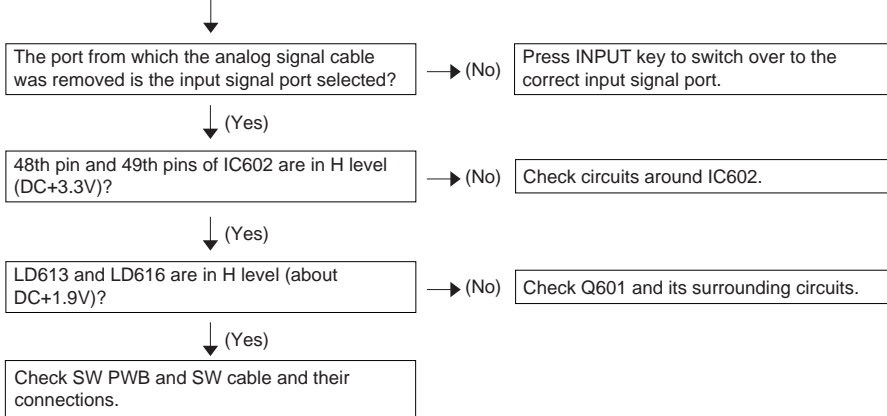 The port from which the analog signal cable
was removed is the input signal port selected?
(No)
Press INPUT key to switch over to the
correct input signal port.
(Yes)
48th pin and 49th pins of IC602 are in H level
(DC+3.3V)?
(No)
Check circuits around IC602.
(Yes)
LD613 and LD616 are in H level (about
DC+1.9V)?
(No)
Check Q601 and its surrounding circuits.
(Yes)
Check SW PWB and SW cable and their
connections.